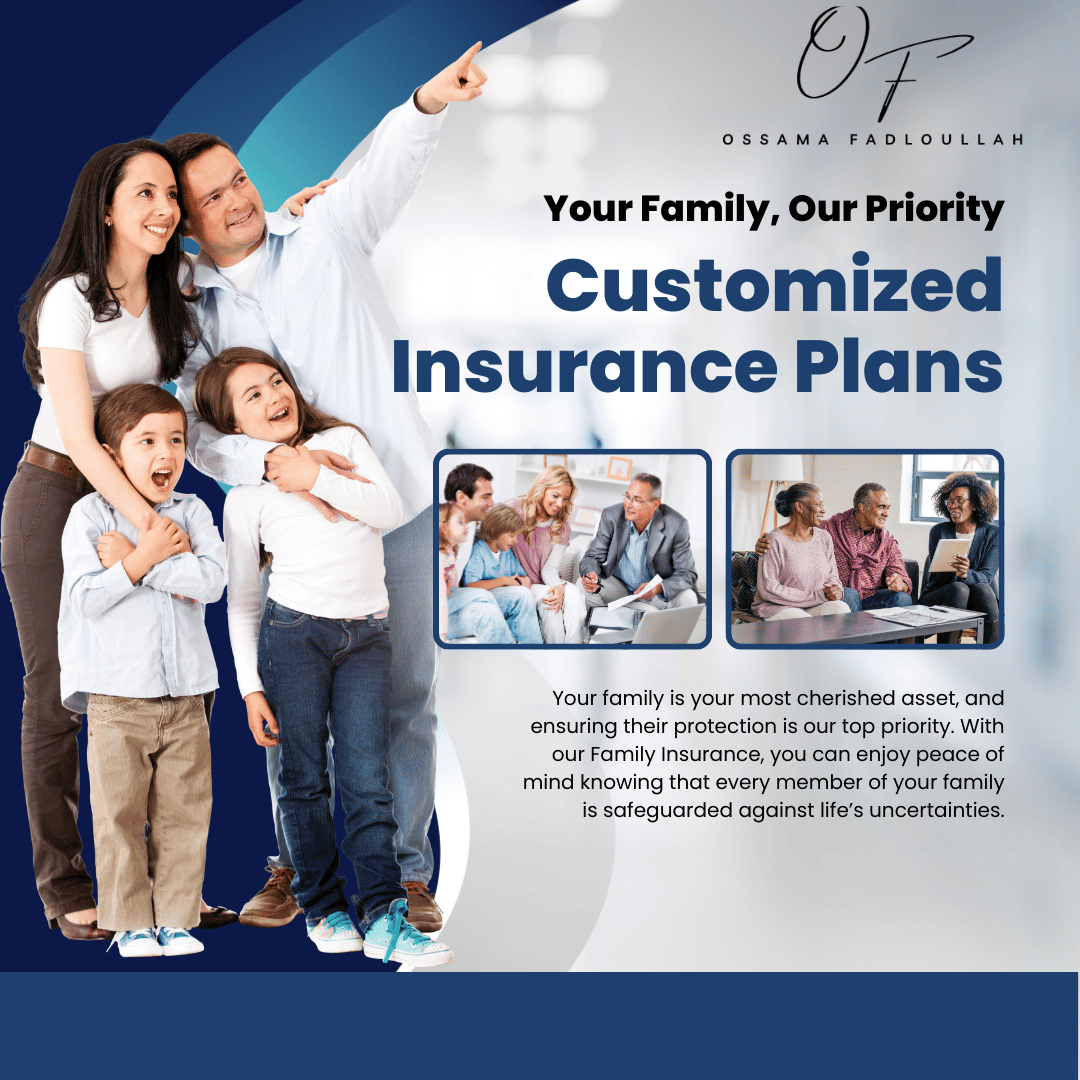 OF
OSSAMA FADLOULLAH
Your Family, Our Priority
Customized
Insurance Plans
Your family is your most cherished asset, and
ensuring their protection is our top priority. With
our Family Insurance, you can enjoy peace of
mind knowing that every member of your family
is safeguarded against life’s uncertainties.